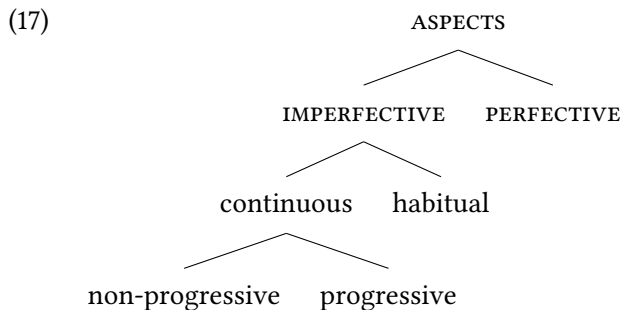 (17) ASPECTS
IMPERFECTIVE PERFECTIVE
continuous habitual
non-progressive progressive